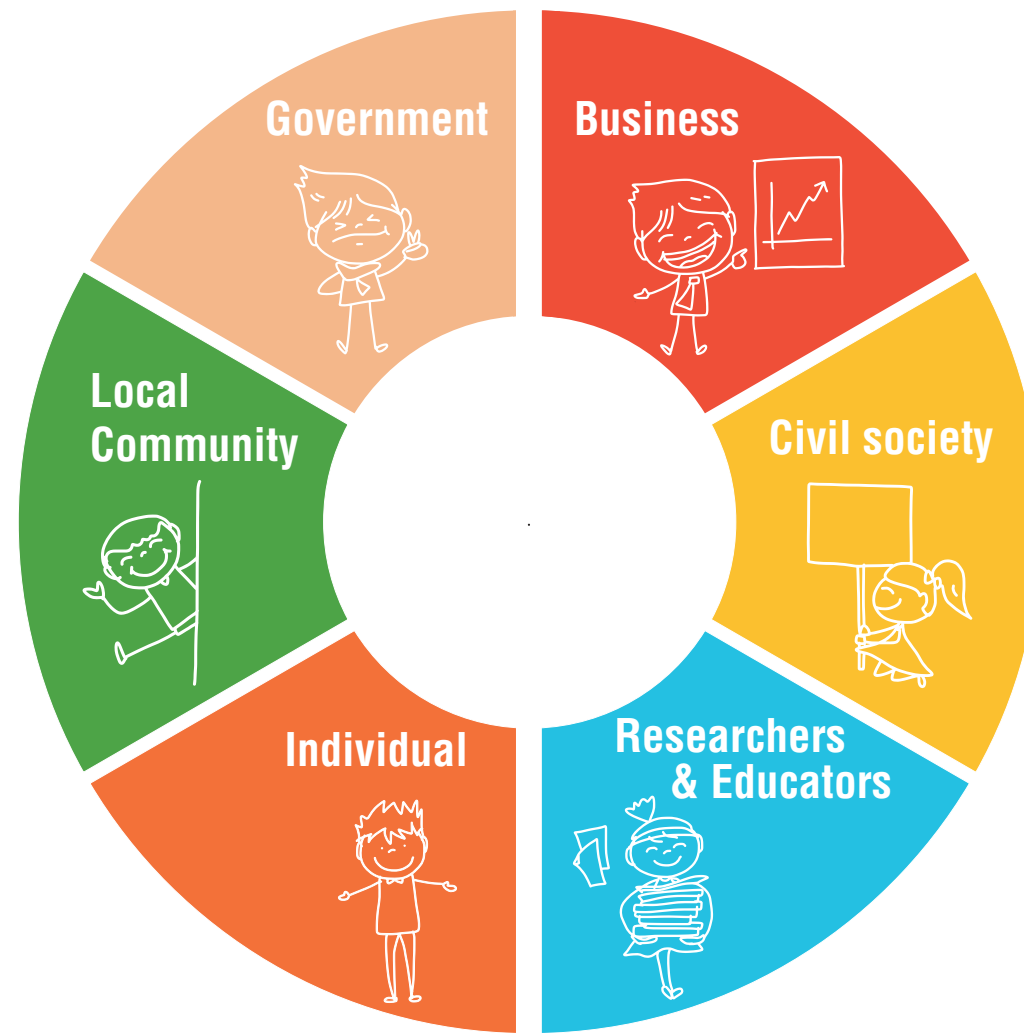 Government
Business
Local
Community
Civil society
Individual
Researchers
& Educators